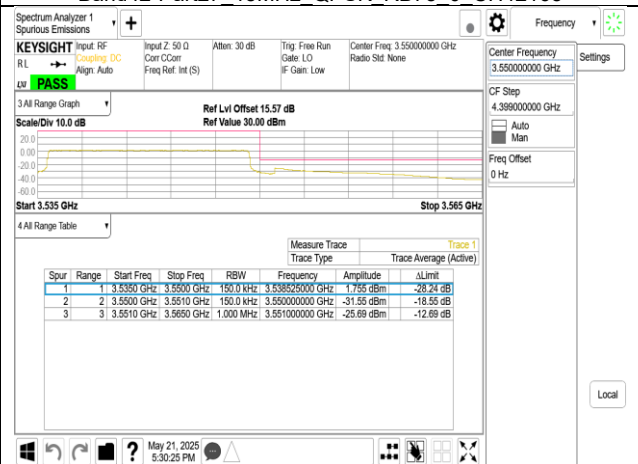 Spectrum Analyzer 1
Spurious Emissions
+
Frequency
KEYSIGHT
RL
Align: Auto
Input: RF
Coupling: DC
Input Z: 50 Ω
Corr CCorr
Freq Ref: Int (S)
Atten: 30 dB
Trig: Free Run
Gate: LO
IF Gain: Low
Center Freq: 3.550000000 GHz
Radio Std: None
PASS
Center Frequency
3.550000000 GHz
Settings
CF Step
4.399000000 GHz
Auto
Man
Freq Offset
0 Hz
3 All Range Graph
Scale/Div 10.0 dB
Ref Lvl Offset 15.57 dB
Ref Value 30.00 dBm
20.0
0.00
-20.0
-40.0
-60.0
Start 3.535 GHz Stop 3.565 GHz
4 All Range Table
Measure Trace Trace 1
Trace Type Trace Average (Active)
Spur Range Start Freq Stop Freq RBW Frequency Amplitude ΔLimit
1 1 3.5350 GHz 3.5500 GHz 150.0 kHz 3.538525000 GHz 1.755 dBm -28.24 dB
2 2 3.5500 GHz 3.5510 GHz 150.0 kHz 3.550000000 GHz -31.55 dBm -18.55 dB
3 3 3.5510 GHz 3.5650 GHz 1.000 MHz 3.551000000 GHz -25.69 dBm -12.69 dB
Local
?
May 21, 2025
5:30:25 PM